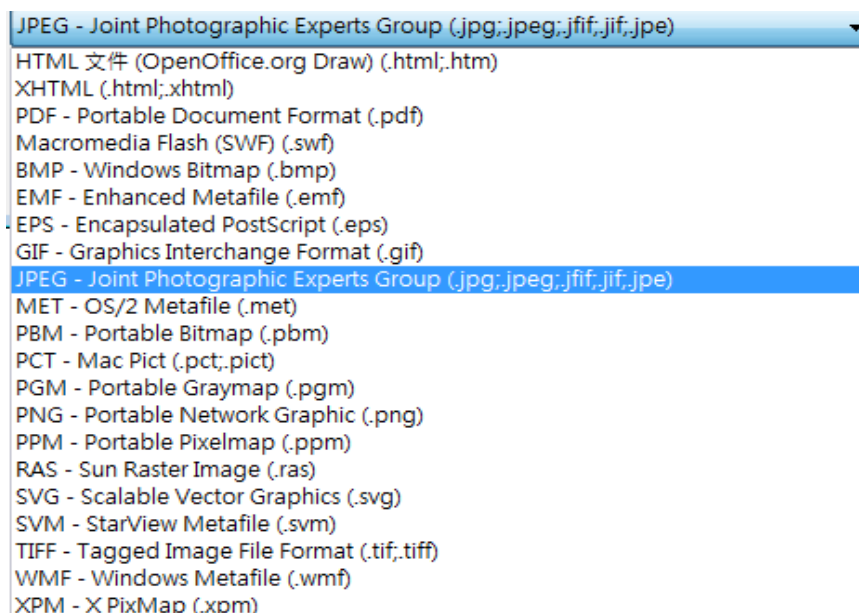 JPEG - Joint Photographic Experts Group (.jpg;.jpeg;.jfif;.jif;.jpe)
HTML 文件 (OpenOffice.org Draw) (.html;.htm)
XHTML (.html;.xhtml)
PDF - Portable Document Format (.pdf)
Macromedia Flash (SWF) (.swf)
BMP - Windows Bitmap (.bmp)
EMF - Enhanced Metafile (.emf)
EPS - Encapsulated PostScript (.eps)
GIF - Graphics Interchange Format (.gif)
JPEG - Joint Photographic Experts Group (.jpg;.jpeg;.jfif;.jif;.jpe)
MET - OS/2 Metafile (.met)
PBM - Portable Bitmap (.pbm)
PCT - Mac Pict (.pct;.pict)
PGM - Portable Graymap (.pgm)
PNG - Portable Network Graphic (.png)
PPM - Portable Pixelmap (.ppm)
RAS - Sun Raster Image (.ras)
SVG - Scalable Vector Graphics (.svg)
SVM - StarView Metafile (.svm)
TIFF - Tagged Image File Format (.tif;.tiff)
WMF - Windows Metafile (.wmf)
XPM - X PixMap (.xpm)